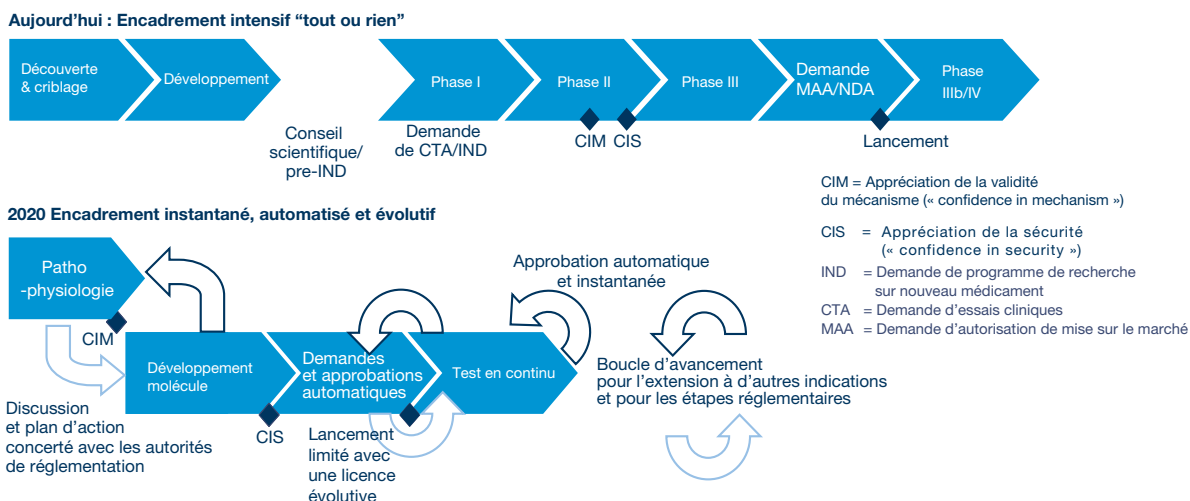 Aujourd’hui : Encadrement intensif “tout ou rien”
Découverte
& criblage
Développement
Phase I
Phase II
Phase III
Demande
MAA/NDA
Phase
IIIb/IV
Conseil
scientifique/
pre-IND
Demande
de CTA/IND
CIM
CIS
Lancement
CIM = Appréciation de la validité
du mécanisme (« confidence in mechanism »)
CIS = Appréciation de la sécurité
(« confidence in security »)
IND = Demande de programme de recherche
sur nouveau médicament
CTA = Demande d’essais cliniques
MAA = Demande d’autorisation de mise sur le marché
2020 Encadrement instantané, automatisé et évolutif
Patho
-physiologie
CIM
Développement
molécule
Demandes
et approbations
automatiques
Test en continu
Approbation automatique
et instantanée
Boucle d’avancement
pour l’extension à d’autres indications
et pour les étapes réglementaires
Discussion
et plan d’action
concerté avec les autorités
de réglementation
CIS
Lancement
limité avec
une licence
évolutive